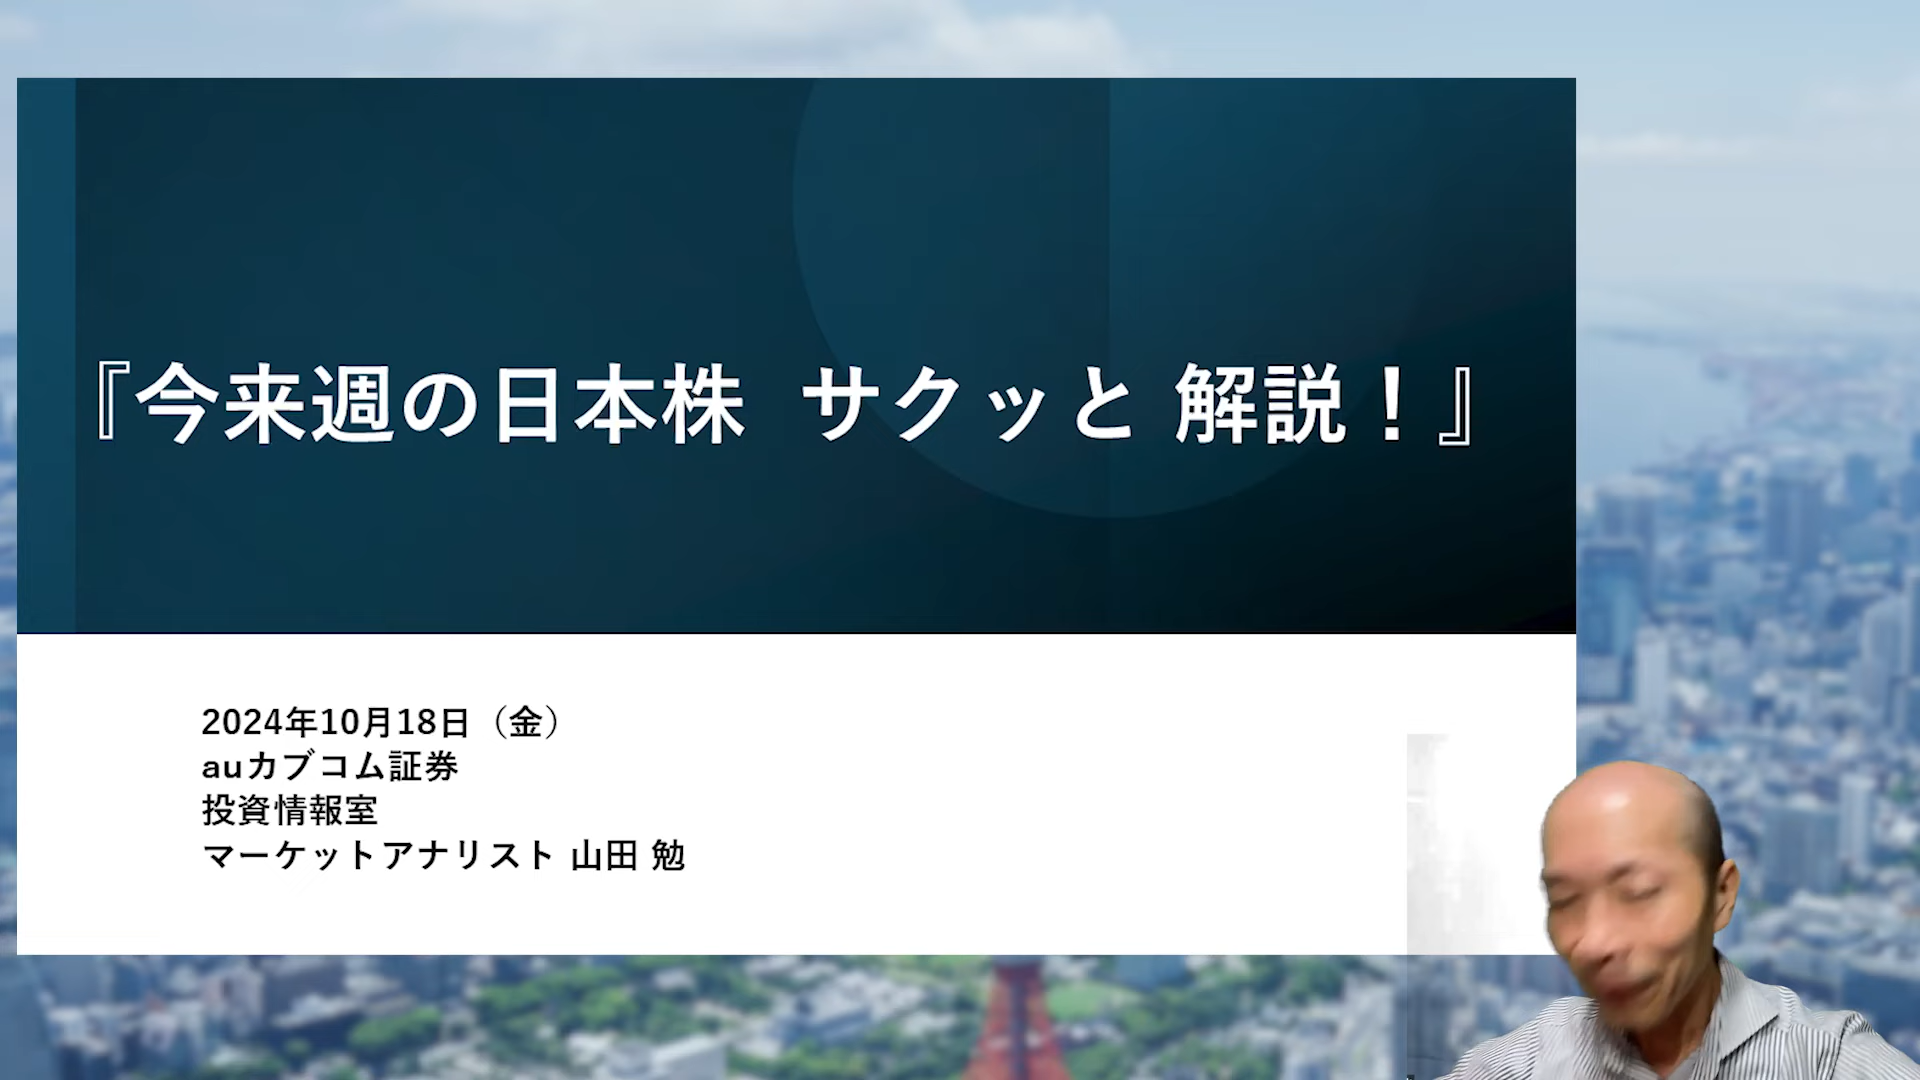 『今来週の日本株 サクッと 解説！』
2024年10月18日（金）
auカブコム証券
投資情報室
マーケットアナリスト 山田 勉